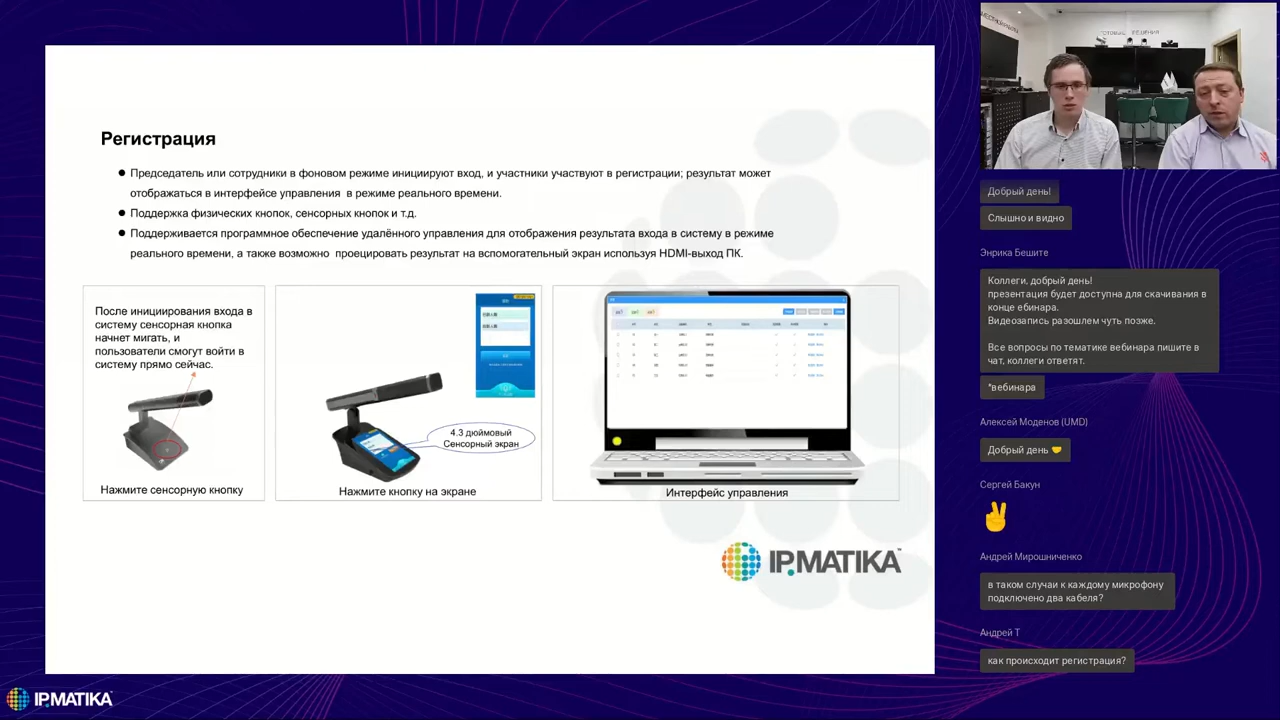 Регистрация
● Председатель или сотрудники в фоновом режиме инициируют вход, и участники участвуют в регистрации; результат может
отображаться в интерфейсе управления в режиме реального времени.
● Поддержка физических кнопок, сенсорных кнопок и т.д.
● Поддерживается программное обеспечение удалённого управления для отображения результата входа в систему в режиме
реального времени, а также возможно проецировать результат на вспомогательный экран используя HDMI-выход ПК.
После инициирования входа в
систему сенсорная кнопка
начнет мигать, и
пользователи смогут войти в
систему прямо сейчас.
Нажмите сенсорную кнопку
4.3 дюймовый
Сенсорный экран
Нажмите кнопку на экране
Интерфейс управления
IP.MATIKA™
IP.MATIKA™
Добрый день!
Слышно и видно
Энрика Бешите
Коллеги, добрый день!
презентация будет доступна для скачивания в
конце ебинара.
Видеозапись разошлем чуть позже.
Все вопросы по тематике вебинара пишите в
чат, коллеги ответят.
*вебинара
Алексей Моденов (UMD)
Добрый день 🤝
Сергей Бакун
✌
Андрей Мирошниченко
в таком случаи к каждому микрофону
подключено два кабеля?
Андрей Т
как происходит регистрация?